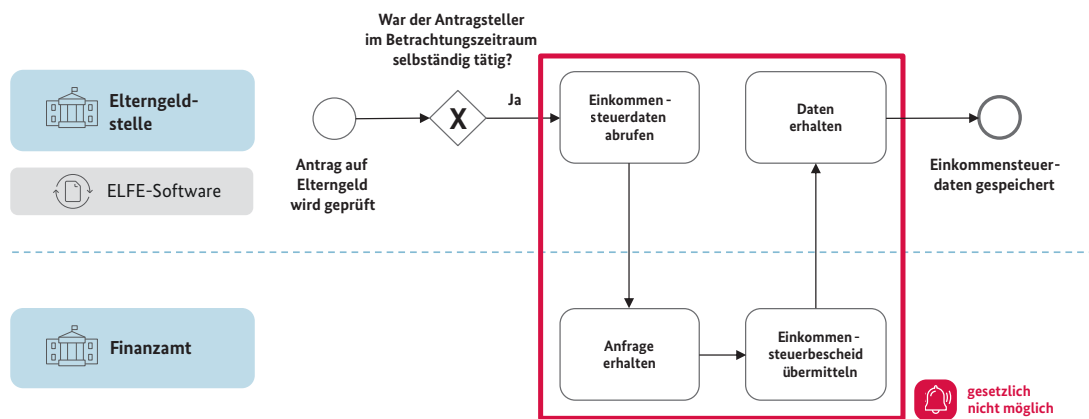 War der Antragsteller
im Betrachtungszeitraum
selbständig tätig?
Elterngeld-
stelle
ELFE-Software
Antrag auf
Elterngeld
wird geprüft
X
Ja
Einkommen -
steuerdaten
abrufen
Daten
erhalten
Einkommensteuer-
daten gespeichert
Finanzamt
Anfrage
erhalten
Einkommen -
steuerbescheid
übermitteln
gesetzlich
nicht möglich